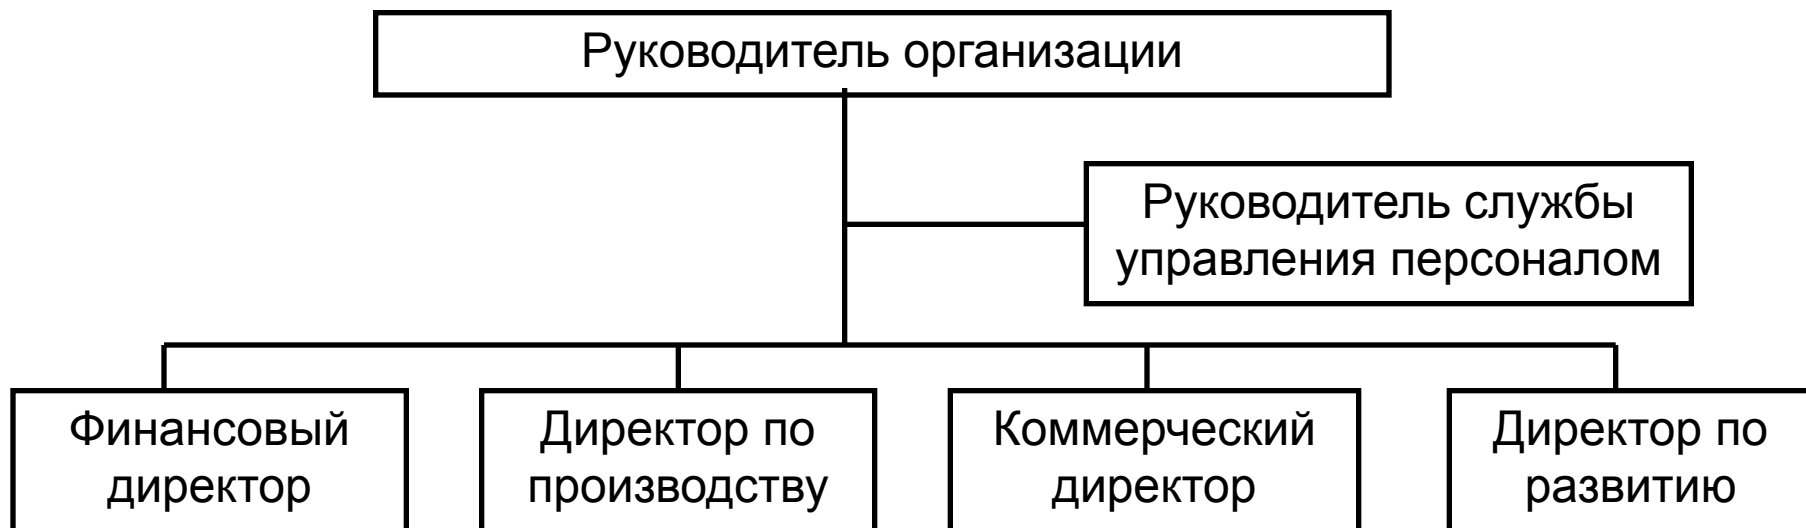 Руководитель организации
Руководитель службы
управления персоналом
Финансовый
директор
Директор по
производству
Коммерческий
директор
Директор по
развитию